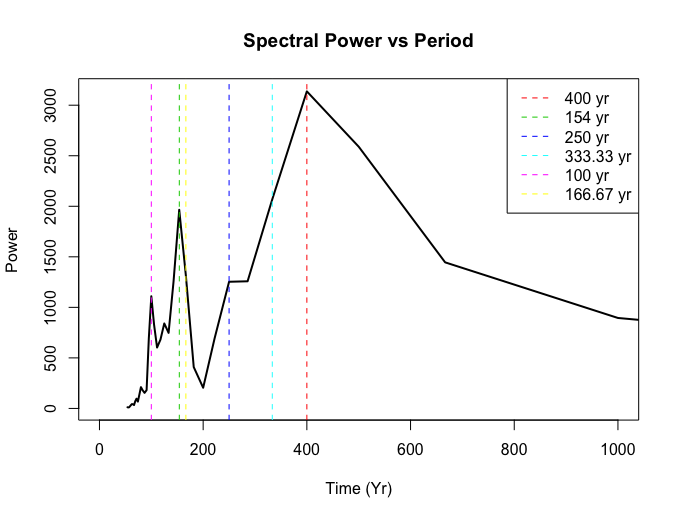 Spectral Power vs Period
400 yr
154 yr
250 yr
333.33 yr
100 yr
166.67 yr
Power
3000
2500
2000
1500
1000
500
0
0 200 400 600 800 1000
Time (Yr)